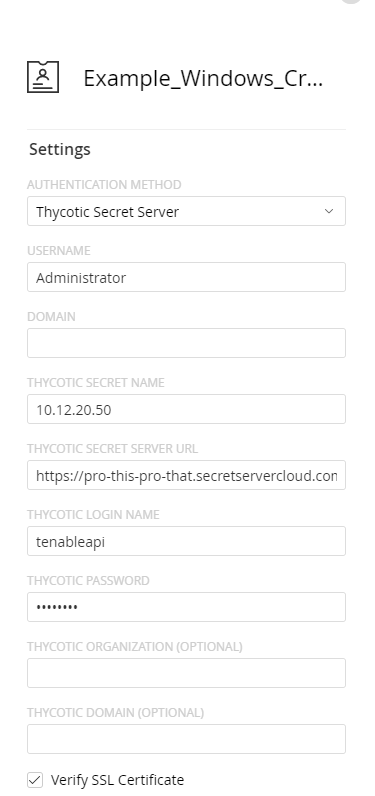 Example_Windows_Cr...
Settings
AUTHENTICATION METHOD
Thycotic Secret Server
USERNAME
Administrator
DOMAIN
THYCOTIC SECRET NAME
10.12.20.50
THYCOTIC SECRET SERVER URL
https://pro-this-pro-that.secretservercloud.con
THYCOTIC LOGIN NAME
tenableapi
THYCOTIC PASSWORD
••••••••
THYCOTIC ORGANIZATION (OPTIONAL)
THYCOTIC DOMAIN (OPTIONAL)
Verify SSL Certificate